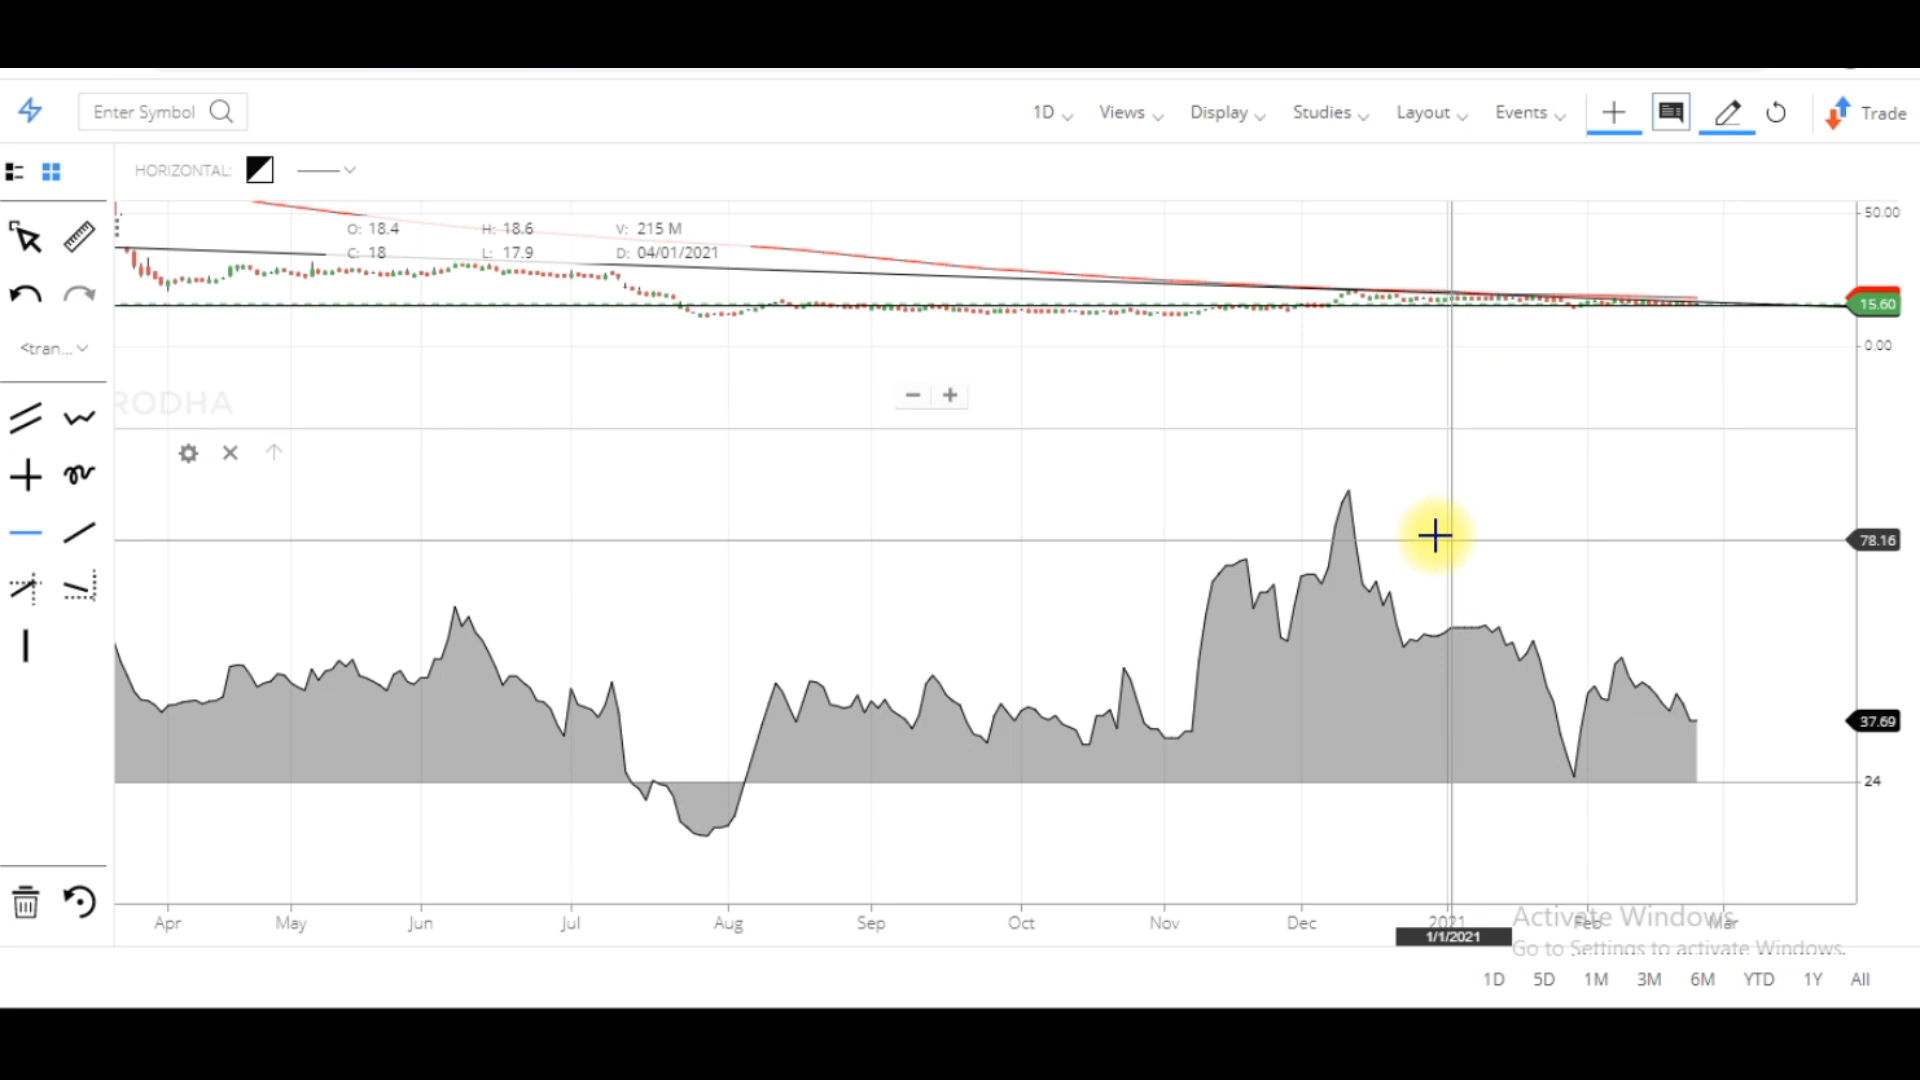 Enter Symbol
1D Views Display Studies Layout Events Trade
HORIZONTAL:
O: 18.4 H: 18.6 V: 215 M
C: 18 L: 17.9 D: 04/01/2021
50.00
15.60
0.00
<tran...
RODHA
78.16
37.69
24
Apr May Jun Jul Aug Sep Oct Nov Dec 2021 Feb Mar
1/1/2021
Activate Windows
Go to Settings to activate Windows.
1D 5D 1M 3M 6M YTD 1Y All